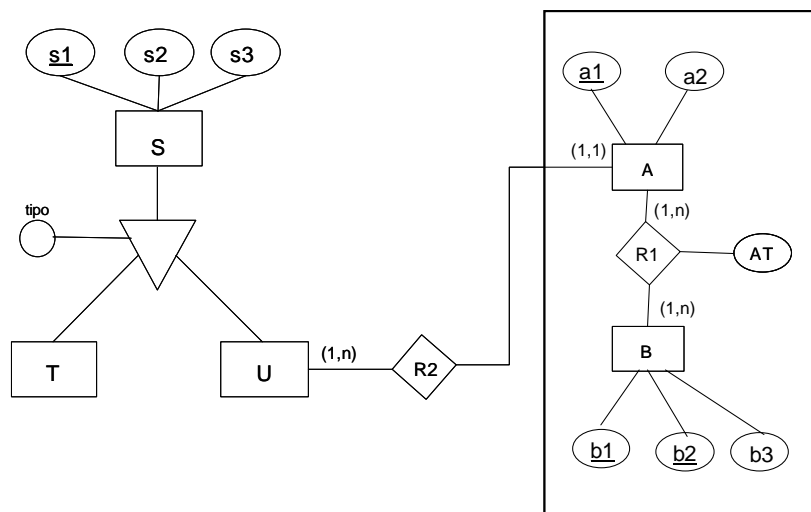 s1 s2 s3
S
tipo
T
U
(1,n)
R2
a1 a2
(1,1)
A
(1,n)
R1
AT
(1,n)
B
b1 b2 b3